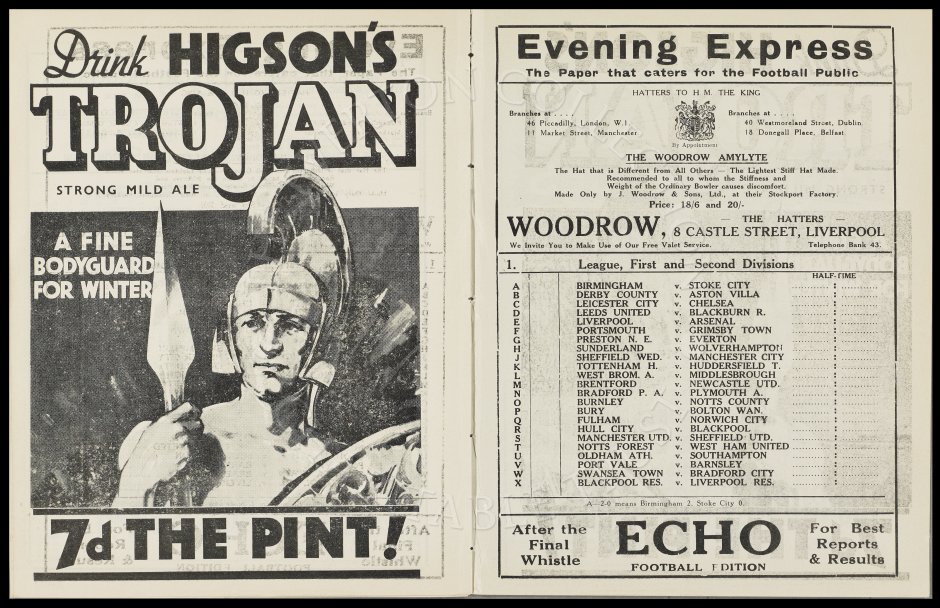 Drink HIGSON'S
TROJAN
STRONG MILD ALE
A FINE
BODYGUARD
FOR WINTER
7d THE PINT!
Evening Express
The Paper that caters for the Football Public
HATTERS TO H M. THE KING
Branches at . . . .
46 Piccadilly, London, W.1.
11 Market Street, Manchester
Branches at . . . .
40 Westmoreland Street, Dublin
18 Donegall Place, Belfast
By Appointment
THE WOODROW AMYLYTE
The Hat that is Different from All Others — The Lightest Stiff Hat Made.
Recommended to all to whom the Stiffness and
Weight of the Ordinary Bowler causes discomfort.
Made Only by J. Woodrow & Sons, Ltd., at their Stockport Factory.
Price: 18/6 and 20/-
WOODROW, — THE HATTERS —
8 CASTLE STREET, LIVERPOOL
We Invite You to Make Use of Our Free Valet Service. Telephone Bank 43.
1. League, First and Second Divisions
HALF-TIME
A BIRMINGHAM v. STOKE CITY
B DERBY COUNTY v. ASTON VILLA
C LEICESTER CITY v. CHELSEA
D LEEDS UNITED v. BLACKBURN R.
E LIVERPOOL v. ARSENAL
F PORTSMOUTH v. GRIMSBY TOWN
G PRESTON N. E. v. EVERTON
H SUNDERLAND v. WOLVERHAMPTON
J SHEFFIELD WED. v. MANCHESTER CITY
K TOTTENHAM H. v. HUDDERSFIELD T.
L WEST BROM. A. v. MIDDLESBROUGH
M BRENTFORD v. NEWCASTLE UTD.
N BRADFORD P. A. v. PLYMOUTH A.
O BURNLEY v. NOTTS COUNTY
P BURY v. BOLTON WAN.
Q FULHAM v. NORWICH CITY
R HULL CITY v. BLACKPOOL
S MANCHESTER UTD. v. SHEFFIELD UTD.
T NOTTS FOREST v. WEST HAM UNITED
U OLDHAM ATH. v. SOUTHAMPTON
V PORT VALE v. BARNSLEY
W SWANSEA TOWN v. BRADFORD CITY
X BLACKPOOL RES. v. LIVERPOOL RES.
A—2-0 means Birmingham 2, Stoke City 0.
After the
Final
Whistle
ECHO
FOOTBALL EDITION
For Best
Reports
& Results